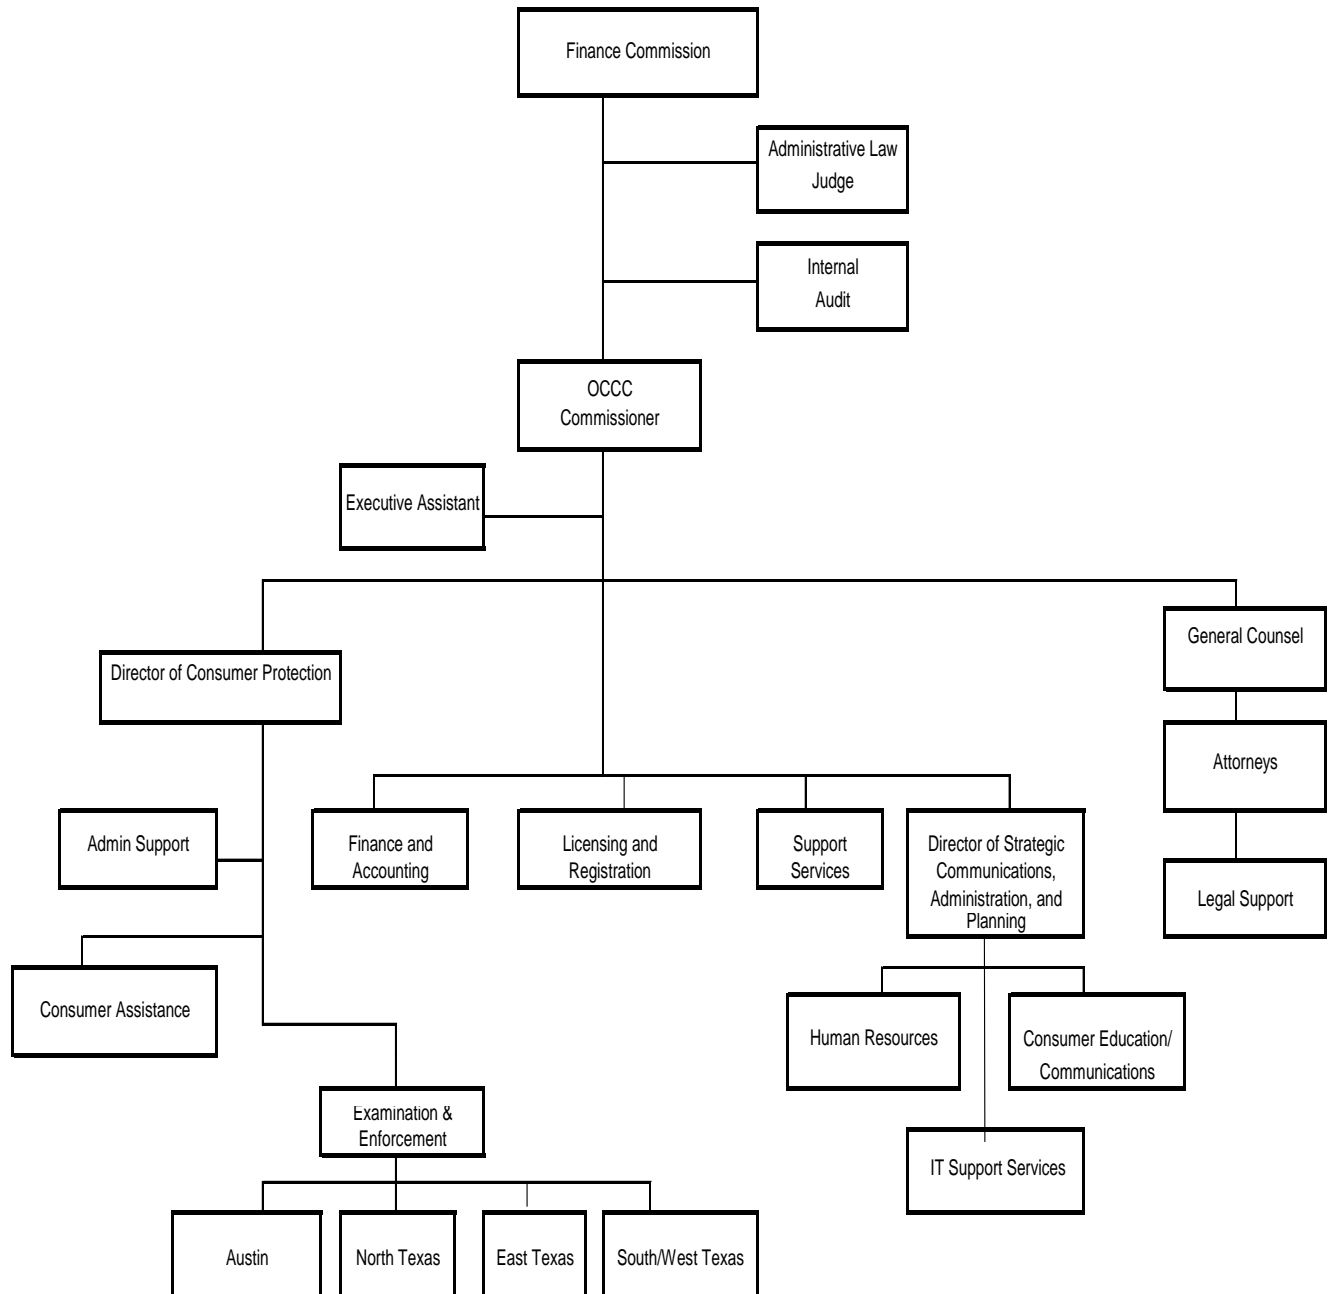 Finance Commission
Administrative Law
Judge
Internal
Audit
OCCC
Commissioner
Executive Assistant
General Counsel
Director of Consumer Protection
Attorneys
Admin Support
Finance and
Accounting
Licensing and
Registration
Support
Services
Director of Strategic
Communications,
Administration, and
Planning
Legal Support
Consumer Assistance
Human Resources
Consumer Education/
Communications
Examination &
Enforcement
IT Support Services
Austin
North Texas
East Texas
South/West Texas